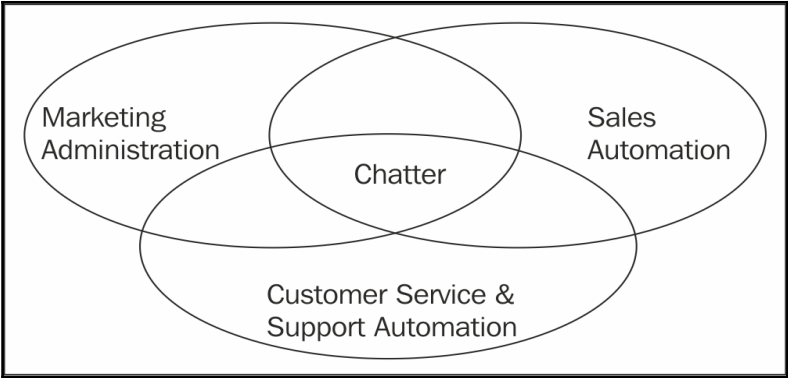 Marketing
Administration
Sales
Automation
Chatter
Customer Service &
Support Automation